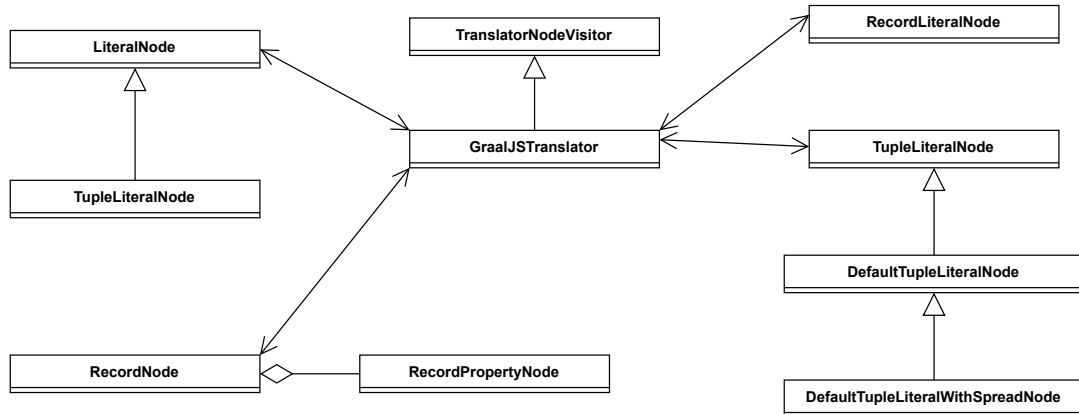 RecordLiteralNode
TranslatorNodeVisitor
LiteralNode
GraalJSTranslator
TupleLiteralNode
TupleLiteralNode
DefaultTupleLiteralNode
RecordNode
RecordPropertyNode
DefaultTupleLiteralWithSpreadNode